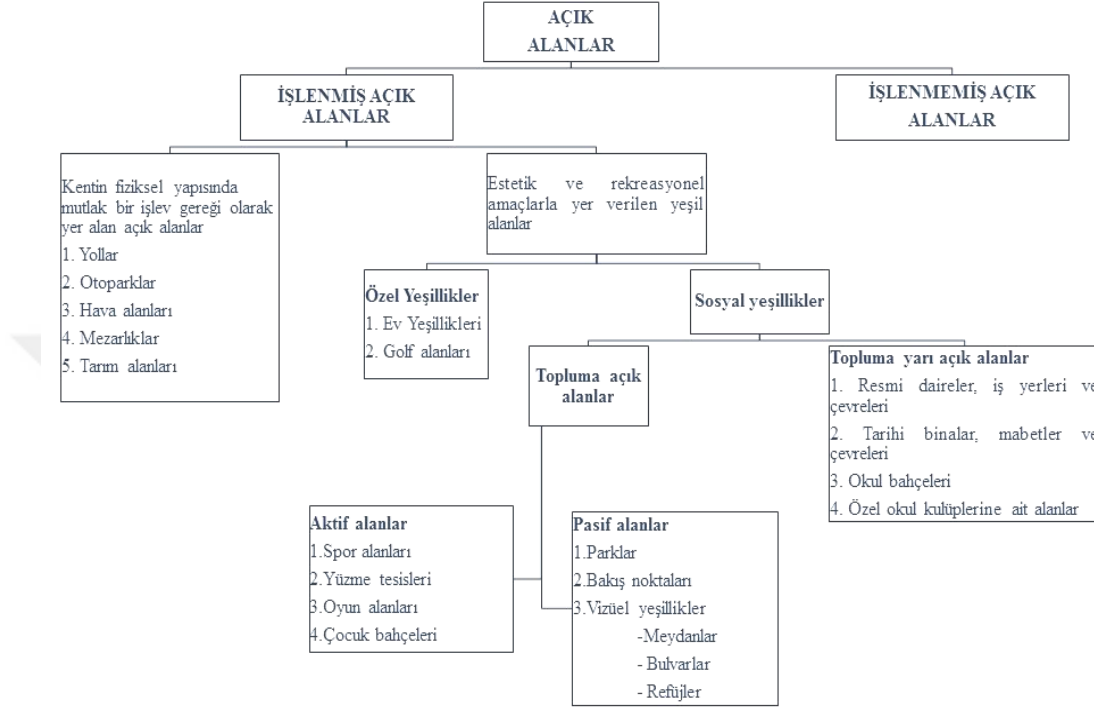 AÇIK
ALANLAR
İŞLENMİŞ AÇIK
ALANLAR
İŞLENMEMİŞ AÇIK
ALANLAR
Kentin fiziksel yapısında
mutlak bir işlev gereği olarak
yer alan açık alanlar
1. Yollar
2. Otoparklar
3. Hava alanları
4. Mezarlıklar
5. Tarım alanları
Estetik ve rekreasyonel
amaçlarla yer verilen yeşil
alanlar
Özel Yeşillikler
1. Ev Yeşillikleri
2. Golf alanları
Sosyal yeşillikler
Topluma açık
alanlar
Topluma yarı açık alanlar
1. Resmi daireler, iş yerleri ve
çevreleri
2. Tarihi binalar, mabetler ve
çevreleri
3. Okul bahçeleri
4. Özel okul kulüplerine ait alanlar
Aktif alanlar
1.Spor alanları
2.Yüzme tesisleri
3.Oyun alanları
4.Çocuk bahçeleri
Pasif alanlar
1.Parklar
2.Bakış noktaları
3.Vizüel yeşillikler
-Meydanlar
- Bulvarlar
- Refüjler